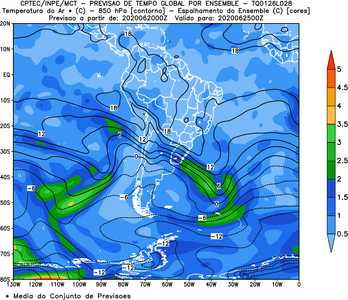 CPTEC/INPE/MCT - PREVISAO DE TEMPO GLOBAL POR ENSEMBLE - TQ0126L028
Temperatura do Ar * (C) - 850 hPa [contorno] - Espalhamento do Ensemble (C) [cores]
Previsao a partir de: 2020062000Z Valido para: 2020062500Z
20N
10N
EQ
10S
20S
30S
40S
50S
60S
70S
80S
130W 120W 110W 100W 90W 80W 70W 60W 50W 40W 30W 20W 10W 0
18
18
18
18
12
12
12
6
0
-6
-6
-6
6
-12
-12
-12
-12
5
4.5
4
3.5
3
2.5
2
1.5
1
0.5
* Media do Conjunto de Previsoes